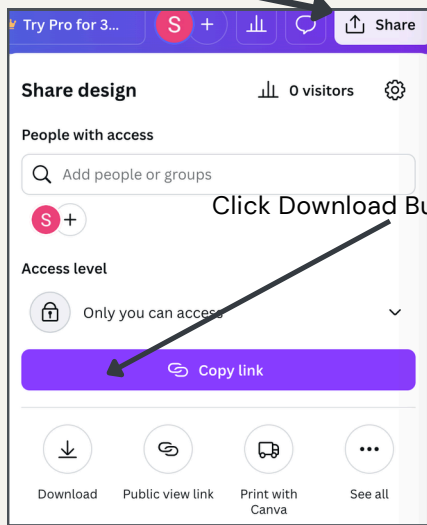 Try Pro for 3...
S
+
Share
Share design
0 visitors
People with access
Add people or groups
S
+
Click Download Bu
Access level
Only you can access
Copy link
Download
Public view link
Print with
Canva
See all